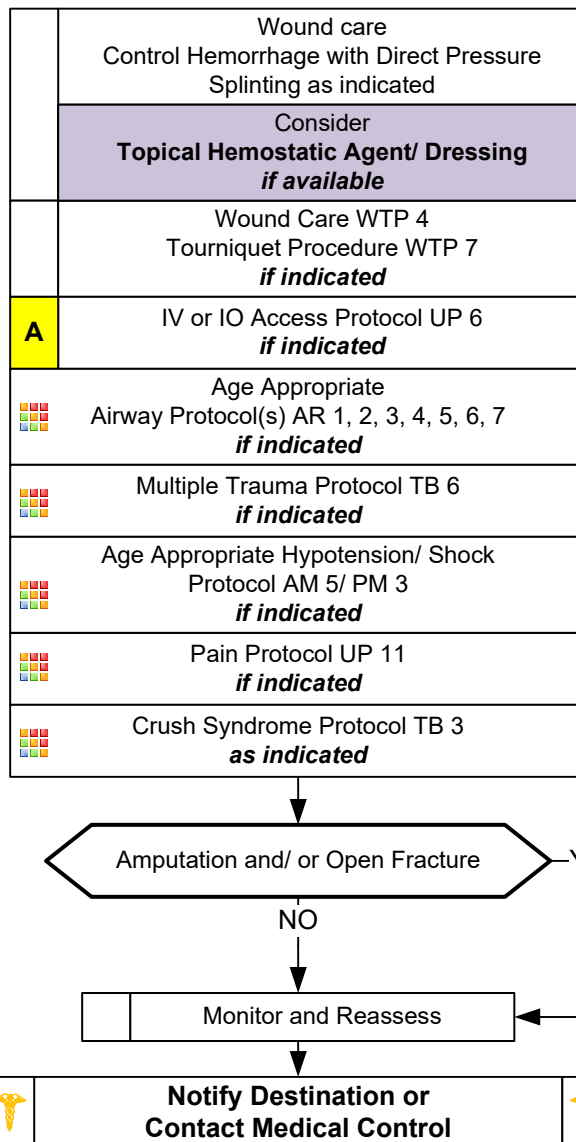 Wound care
Control Hemorrhage with Direct Pressure
Splinting as indicated
Consider
Topical Hemostatic Agent/ Dressing
if available
Wound Care WTP 4
Tourniquet Procedure WTP 7
if indicated
A
IV or IO Access Protocol UP 6
if indicated
Age Appropriate
Airway Protocol(s) AR 1, 2, 3, 4, 5, 6, 7
if indicated
Multiple Trauma Protocol TB 6
if indicated
Age Appropriate Hypotension/ Shock
Protocol AM 5/ PM 3
if indicated
Pain Protocol UP 11
if indicated
Crush Syndrome Protocol TB 3
as indicated
Amputation and/ or Open Fracture
NO
Monitor and Reassess
Notify Destination or
Contact Medical Control